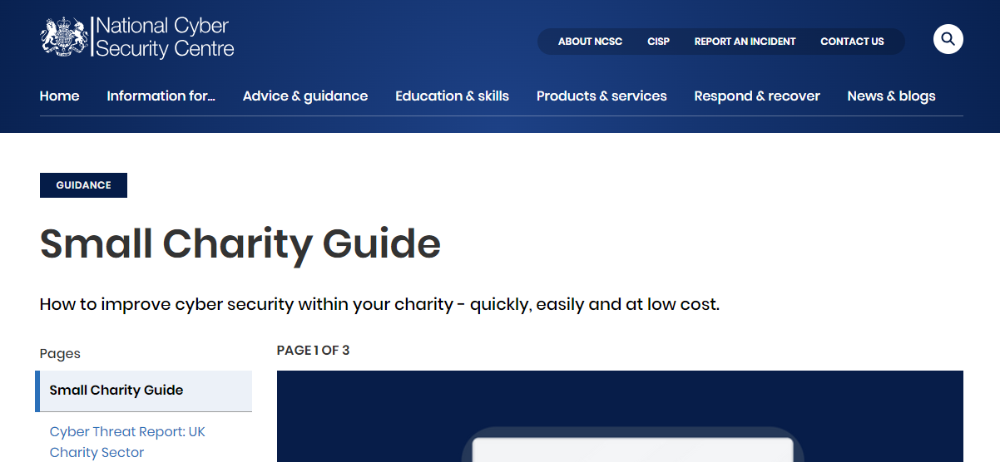 National Cyber
Security Centre
ABOUT NCSC CISP REPORT AN INCIDENT CONTACT US
Home Information for... Advice & guidance Education & skills Products & services Respond & recover News & blogs
GUIDANCE
Small Charity Guide
How to improve cyber security within your charity - quickly, easily and at low cost.
Pages
PAGE 1 OF 3
Small Charity Guide
Cyber Threat Report: UK
Charity Sector